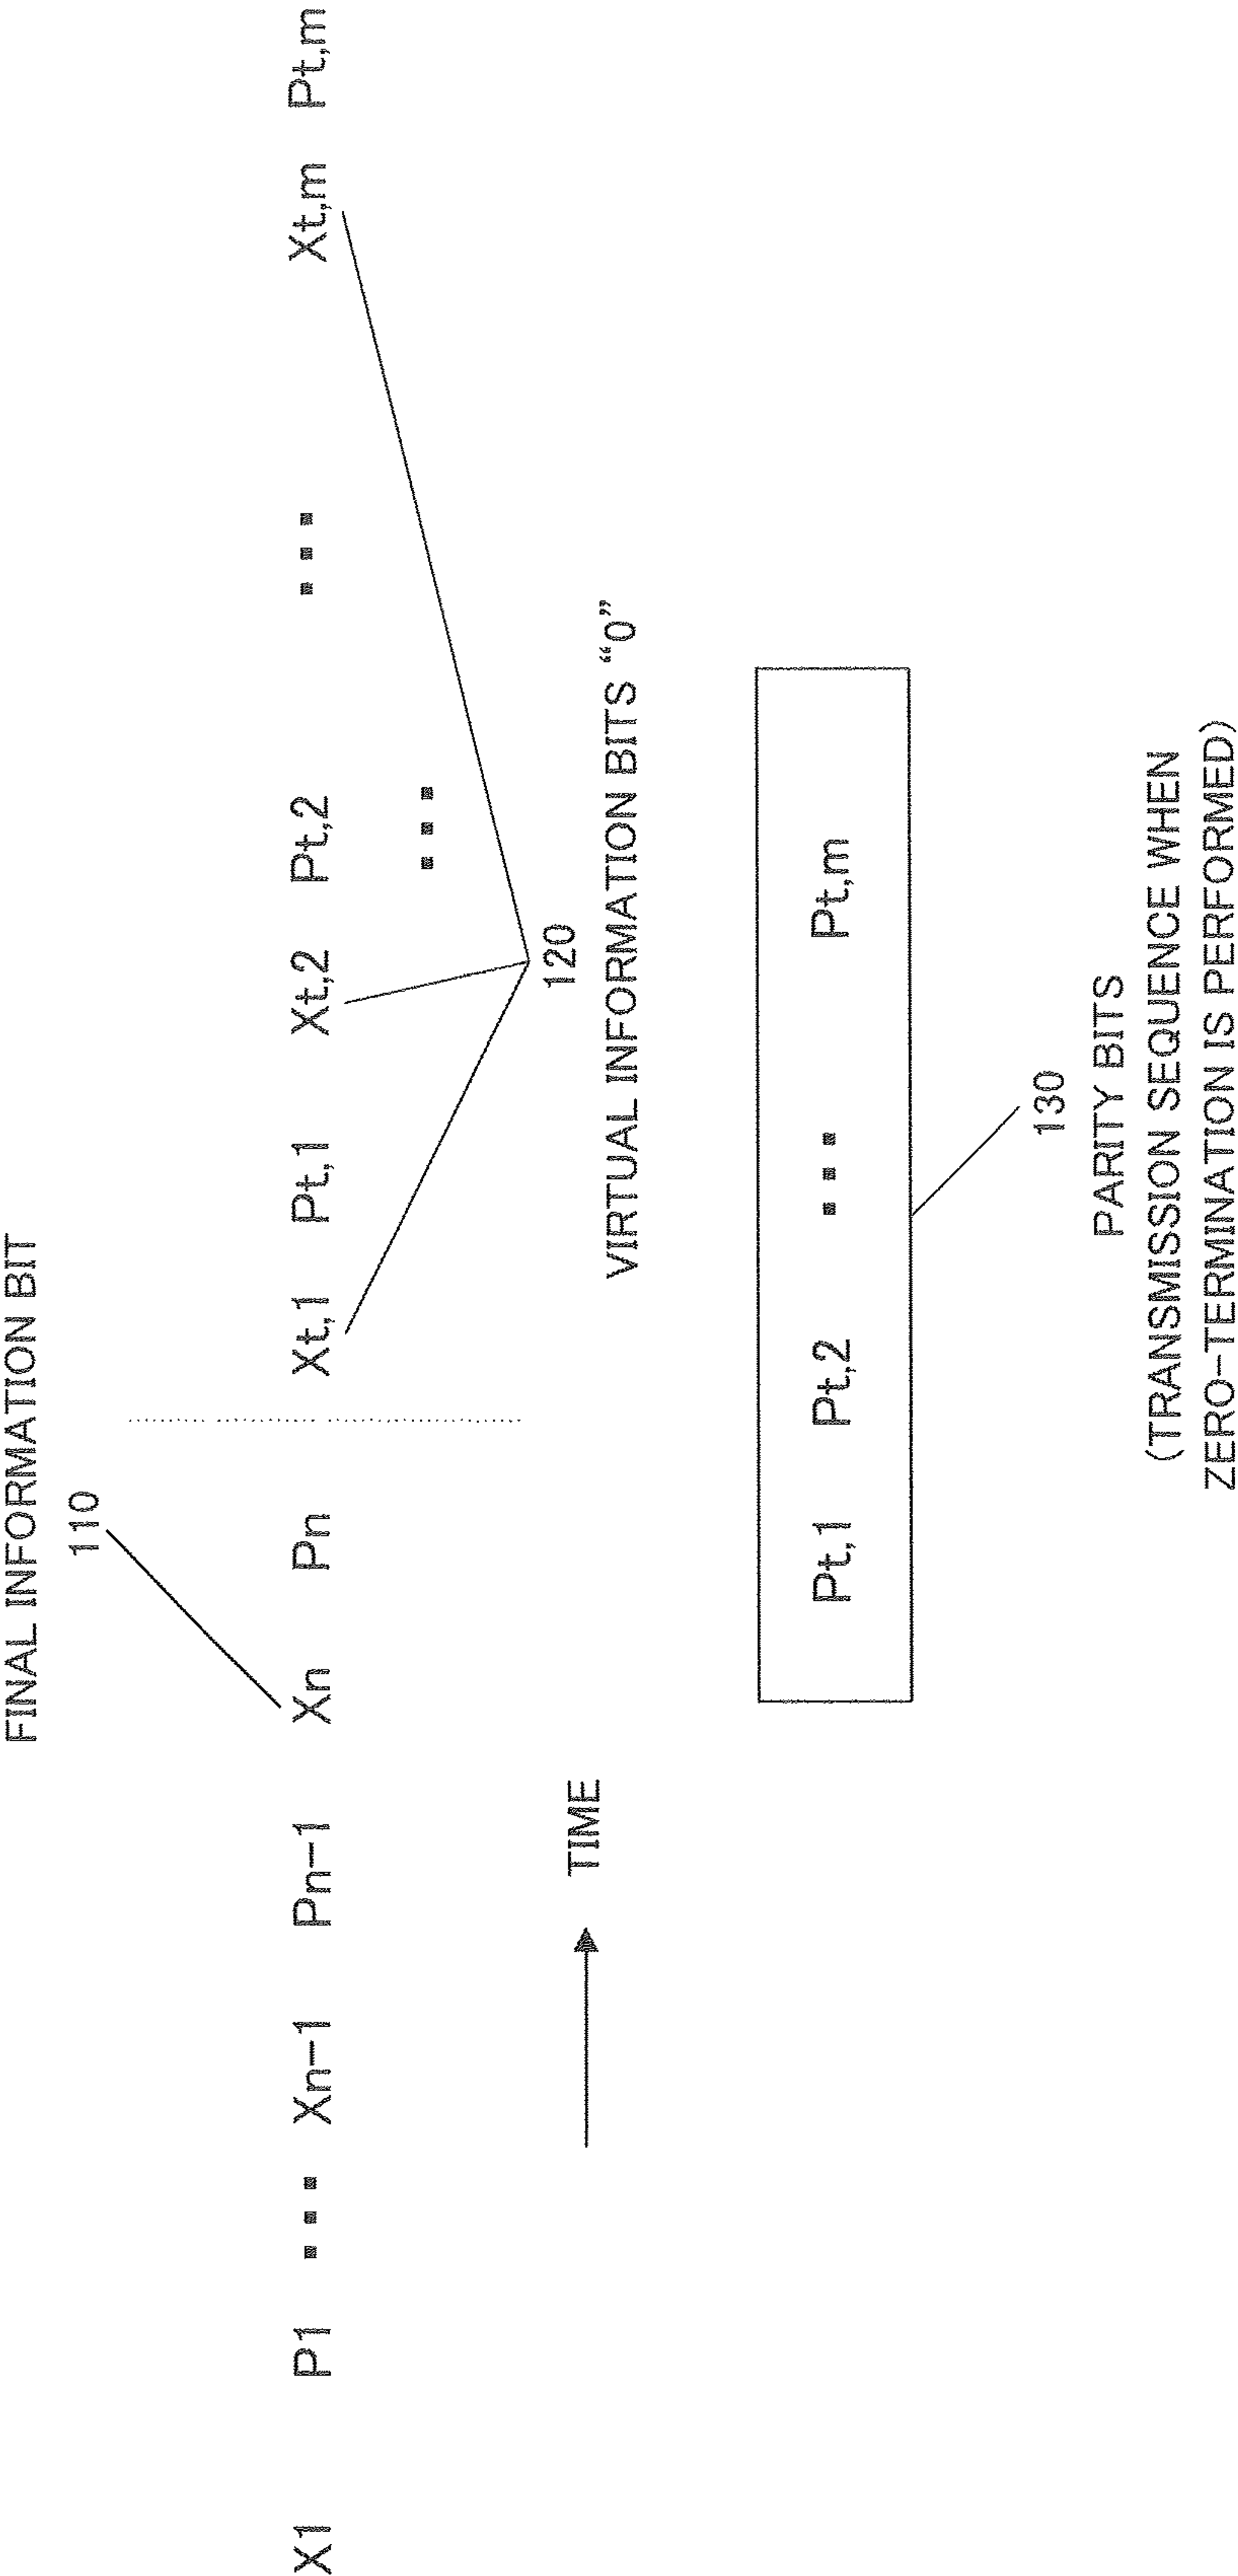 FINAL INFORMATION BIT
110
X1 P1 ▪▪▪ Xn−1 Pn−1 Xn Pn Xt,1 Pt,1 Xt,2 Pt,2 ▪▪▪ Xt,m Pt,m
▪▪▪
120
TIME
VIRTUAL INFORMATION BITS “0”
Pt,1 Pt,2 ▪▪▪ Pt,m
130
PARITY BITS
(TRANSMISSION SEQUENCE WHEN
ZERO−TERMINATION IS PERFORMED)